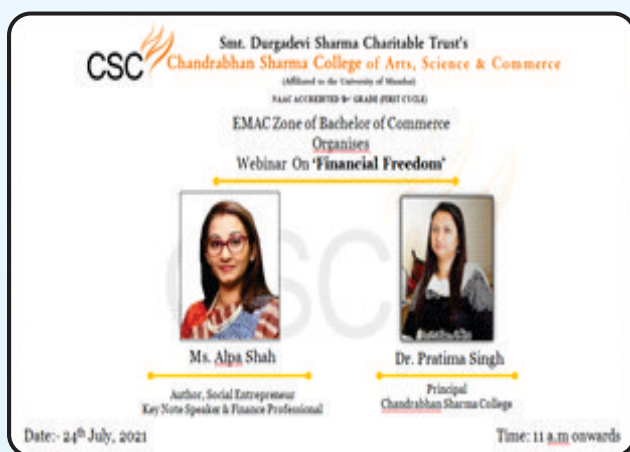 CSC
Smt. Durgadevi Sharma Charitable Trust's
Chandrabhan Sharma College of Arts, Science & Commerce
(Affiliated to the University of Mumbai)
NAAC ACCREDITED B+ GRADE (FIRST CYCLE)
EMAC Zone of Bachelor of Commerce
Organises
Webinar On 'Financial Freedom'
CSC
Ms. Alpa Shah
Author, Social Entrepreneur
Key Note Speaker & Finance Professional
Dr. Pratima Singh
Principal
Chandrabhan Sharma College
Date:- 24th July, 2021
Time: 11 a.m onwards